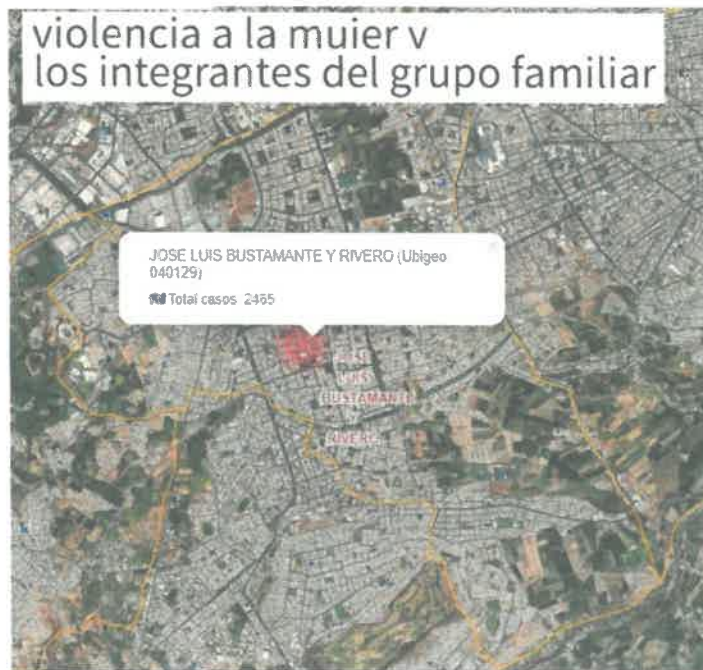 violencia a la muier v
los integrantes del grupo familiar
JOSE LUIS BUSTAMANTE Y RIVERO (Ubigeo
040129)
Total casos 2465
JOSE
LUIS
BUSTAMANTE
RIVERO